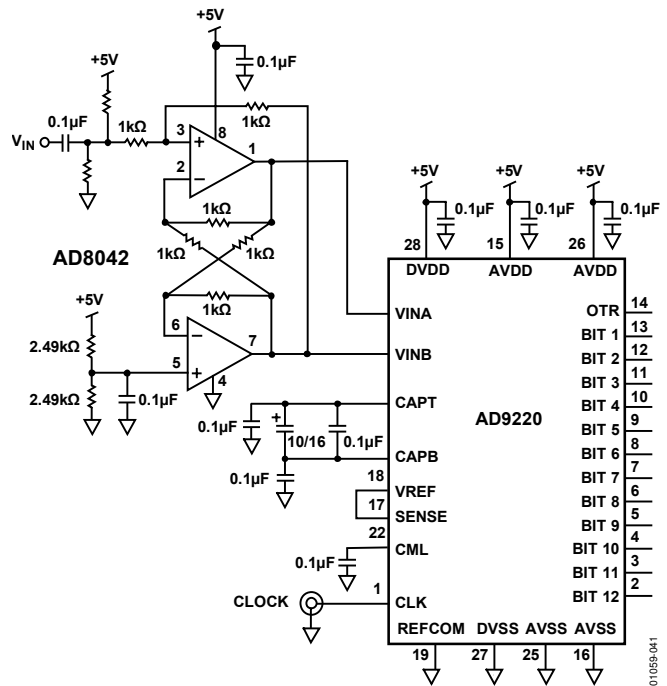 +5V
+5V
0.1µF
0.1µF
VIN
1kΩ
1kΩ
3
+
8
1
2
–
1kΩ
1kΩ
1kΩ
AD8042
1kΩ
+5V
6
–
7
5
+
4
2.49kΩ
2.49kΩ
0.1µF
+5V
+5V
+5V
0.1µF
0.1µF
0.1µF
28
15
26
DVDD
AVDD
AVDD
VINA
VINB
CAPT
CAPB
0.1µF
+
10/16
0.1µF
0.1µF
18
VREF
17
SENSE
22
CML
0.1µF
1
CLOCK
CLK
AD9220
OTR
14
BIT 1
13
BIT 2
12
BIT 3
11
BIT 4
10
BIT 5
9
BIT 6
8
BIT 7
7
BIT 8
6
BIT 9
5
BIT 10
4
BIT 11
3
BIT 12
2
REFCOM
DVSS
AVSS
AVSS
19
27
25
16
01059-041